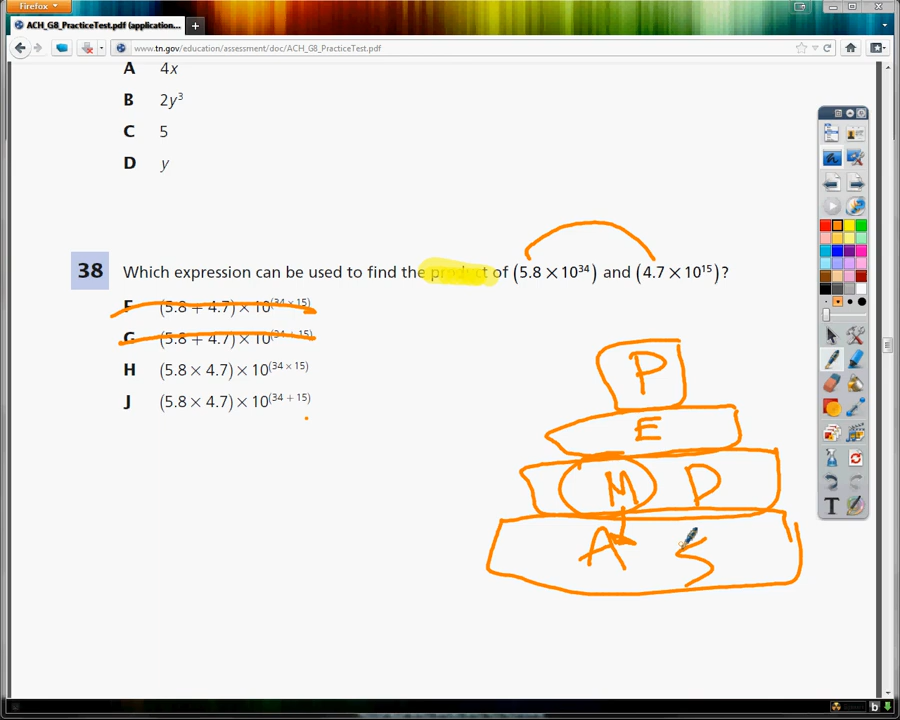 Firefox
ACH_G8_PracticeTest.pdf (application...
www.tn.gov/education/assessment/doc/ACH_G8_PracticeTest.pdf
A 4x
B 2y³
C 5
D y
38 Which expression can be used to find the product of (5.8 × 10³⁴) and (4.7 × 10¹⁵)?
F (5.8 + 4.7) × 10⁽³⁴ ˣ ¹⁵⁾
G (5.8 + 4.7) × 10⁽³⁴ ⁺ ¹⁵⁾
H (5.8 × 4.7) × 10⁽³⁴ ˣ ¹⁵⁾
J (5.8 × 4.7) × 10⁽³⁴ ⁺ ¹⁵⁾
P
E
M D
A S
T
b